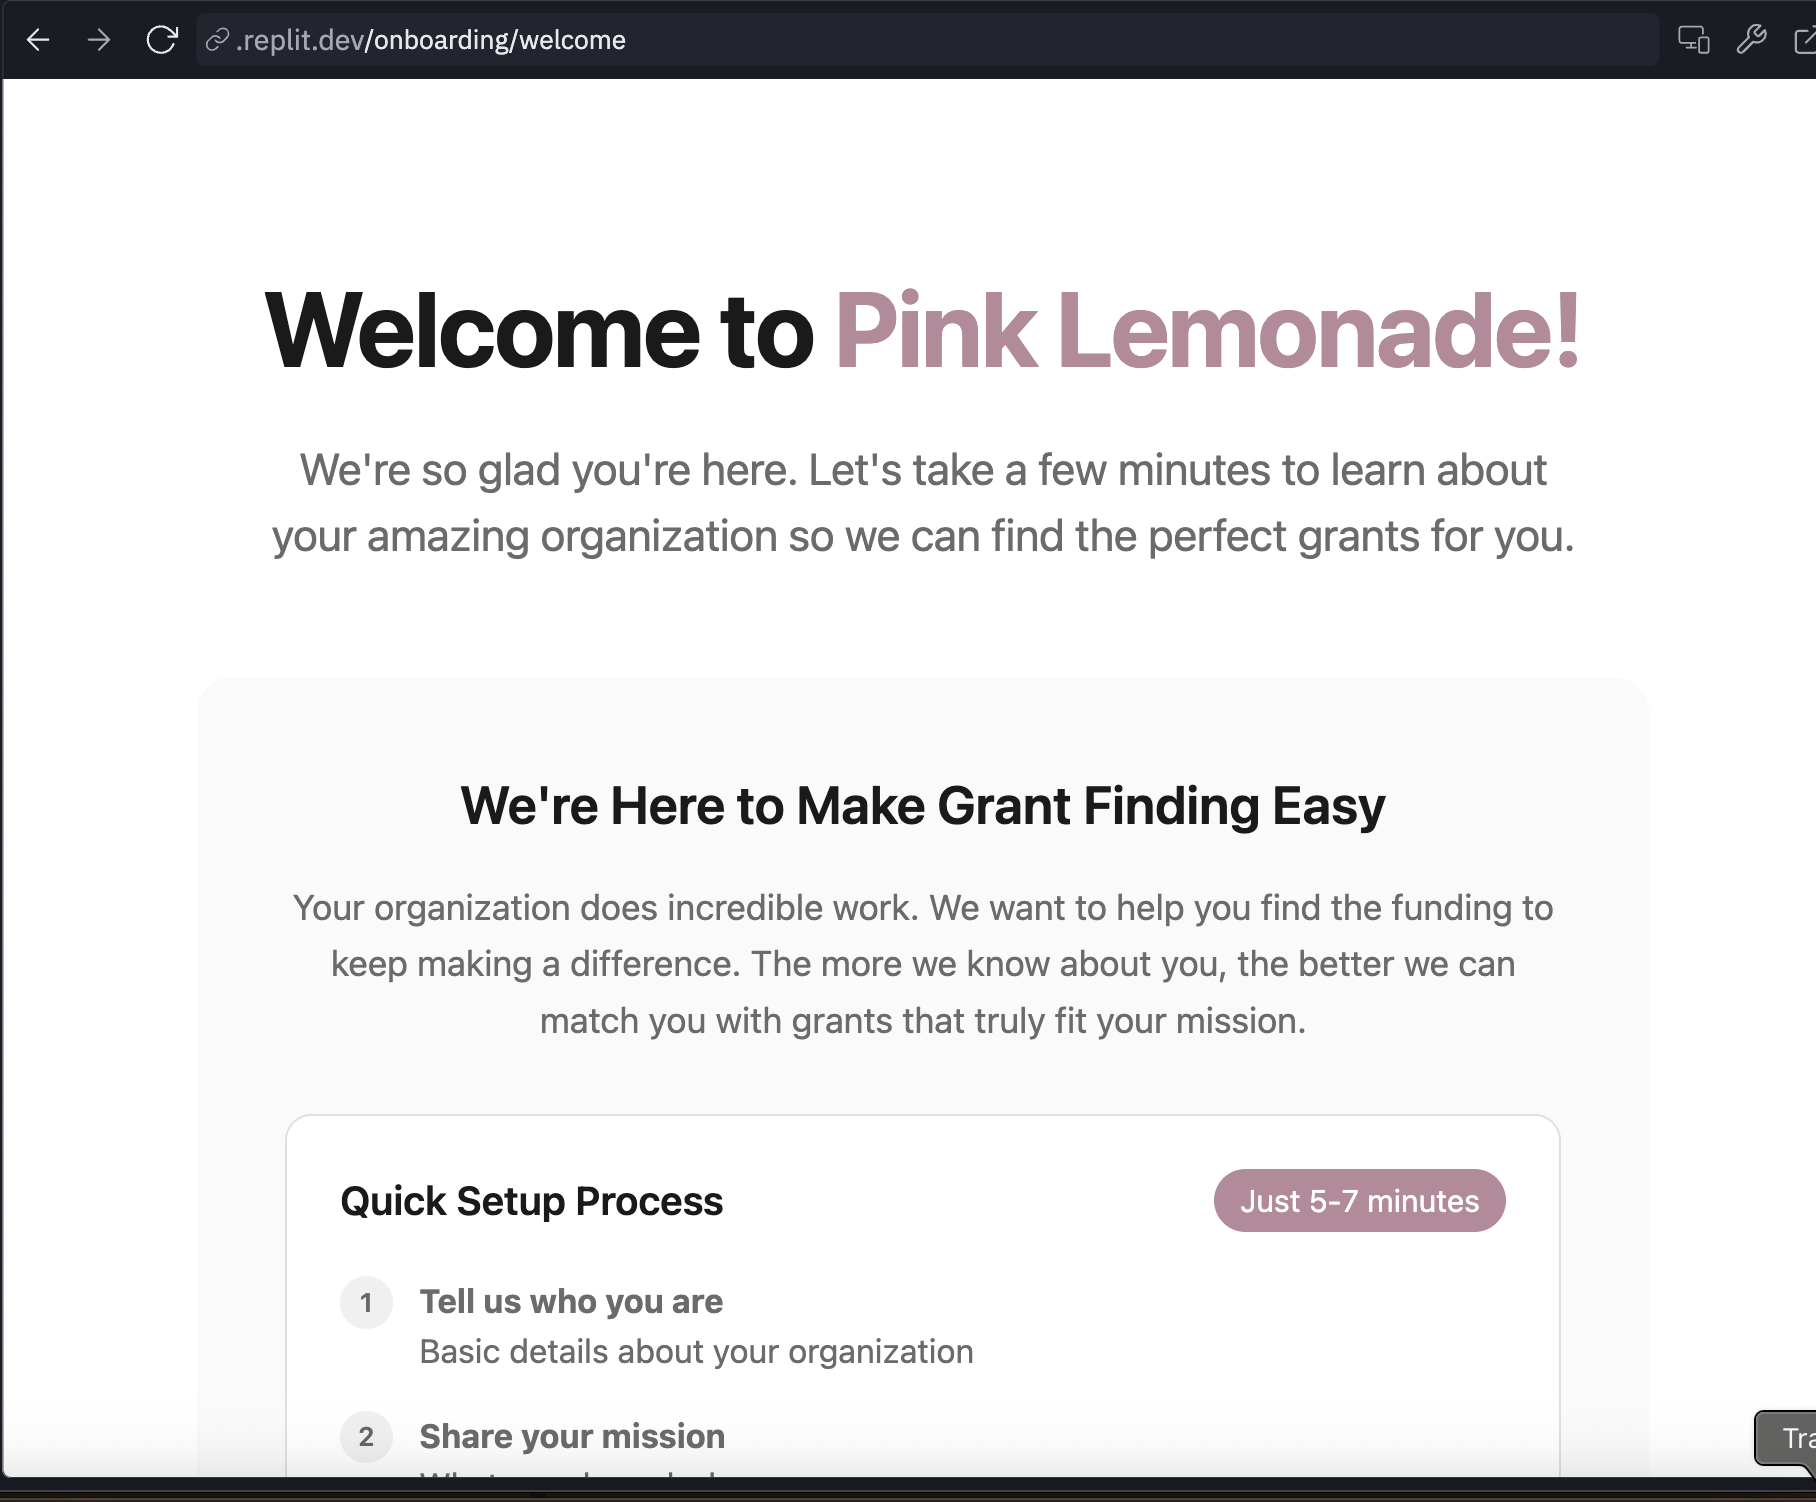 .replit.dev/onboarding/welcome
Welcome to Pink Lemonade!
We're so glad you're here. Let's take a few minutes to learn about
your amazing organization so we can find the perfect grants for you.
We're Here to Make Grant Finding Easy
Your organization does incredible work. We want to help you find the funding to
keep making a difference. The more we know about you, the better we can
match you with grants that truly fit your mission.
Quick Setup Process
Just 5-7 minutes
1 Tell us who you are
Basic details about your organization
2 Share your mission